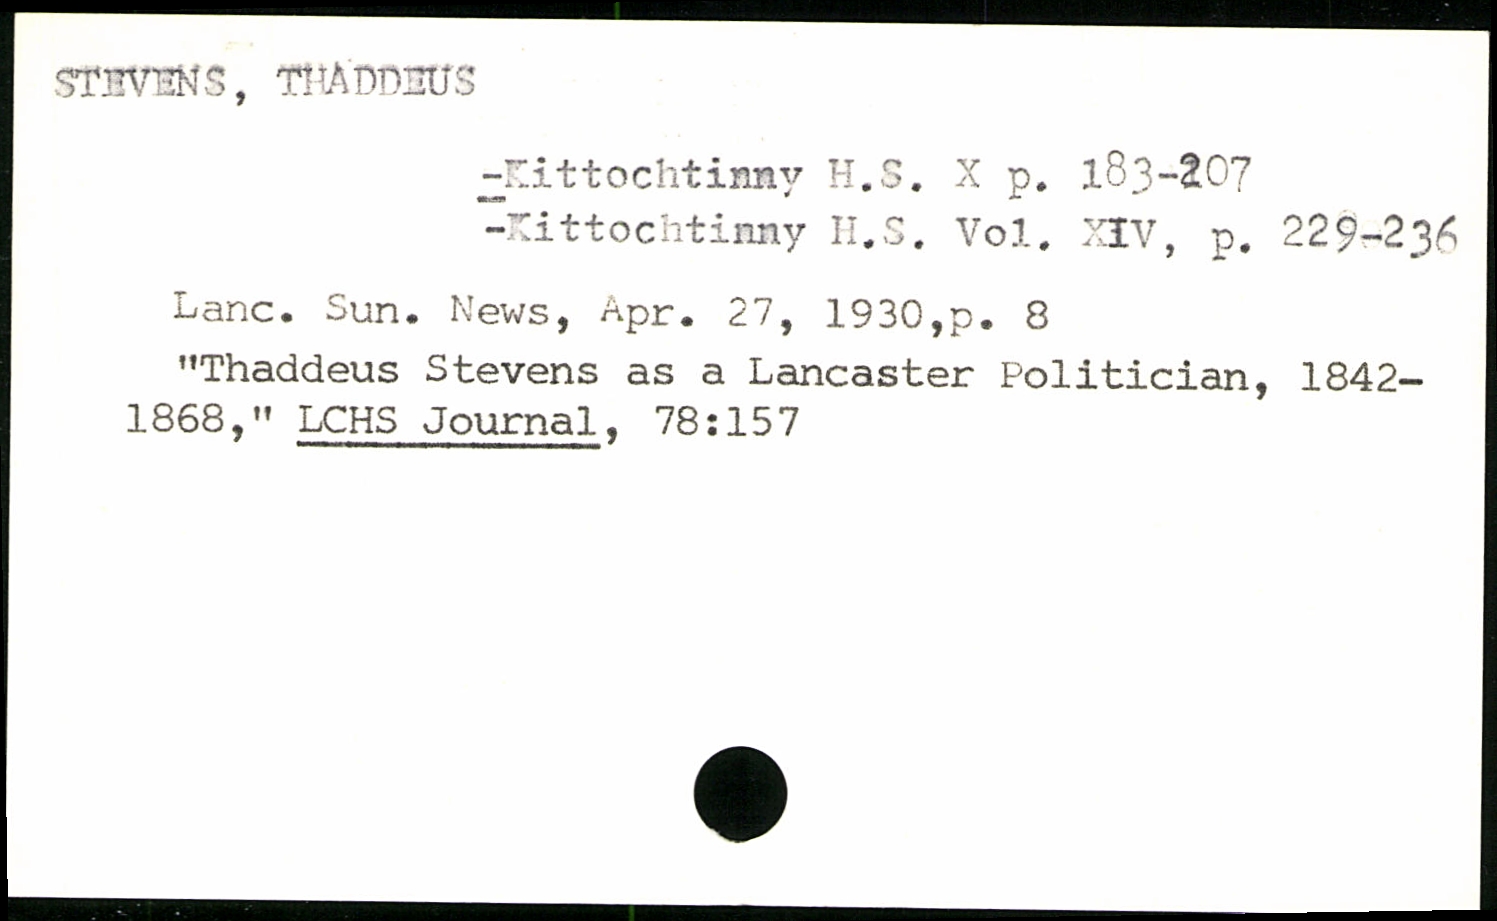 STEVENS, THADDEUS
-Kittochtinny H.S. X p. 183-207
-Kittochtinny H.S. Vol. XIV, p. 229-236
Lanc. Sun. News, Apr. 27, 1930,p. 8
"Thaddeus Stevens as a Lancaster Politician, 1842-
1868," LCHS Journal, 78:157